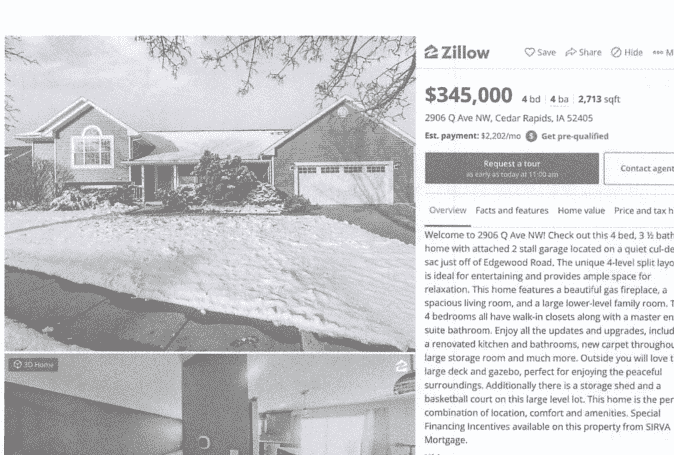 Zillow
Save Share Hide
$345,000 4 bd 4 ba 2,713 sqft
2906 Q Ave NW, Cedar Rapids, IA 52405
Est. payment: $2,202/mo $ Get pre-qualified
Request a tour
as early as today at 11:00 am
Contact agent
Overview Facts and features Home value Price and tax h
Welcome to 2906 Q Ave NW! Check out this 4 bed, 3 ½ bath
home with attached 2 stall garage located on a quiet cul-de-
sac just off of Edgewood Road. The unique 4-level split layo
is ideal for entertaining and provides ample space for
relaxation. This home features a beautiful gas fireplace, a
spacious living room, and a large lower-level family room. T
4 bedrooms all have walk-in closets along with a master en
suite bathroom. Enjoy all the updates and upgrades, includ
a renovated kitchen and bathrooms, new carpet throughou
large storage room and much more. Outside you will love t
large deck and gazebo, perfect for enjoying the peaceful
surroundings. Additionally there is a storage shed and a
basketball court on this large level lot. This home is the per
combination of location, comfort and amenities. Special
Financing Incentives available on this property from SIRVA
Mortgage.
3D Home